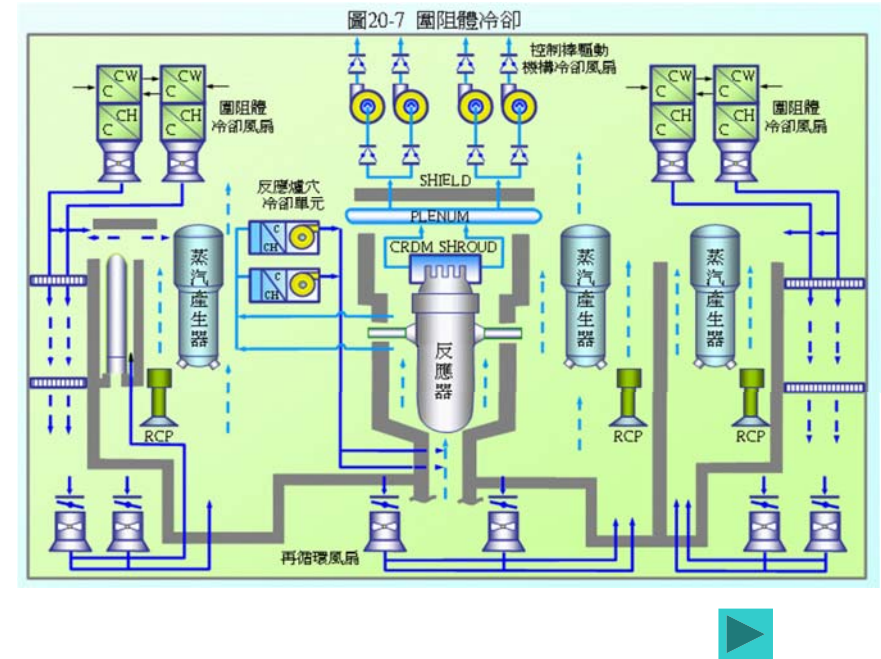 圖20-7 圍阻體冷卻
控制棒驅動
機構冷卻風扇
CW
C
CH
C
CW
C
CH
C
圍阻體
冷卻風扇
CW
C
CH
C
CW
C
CH
C
圍阻體
冷卻風扇
SHIELD
反應爐穴
冷卻單元
PLENUM
C
CH
CRDM SHROUD
C
CH
蒸汽產生器
蒸汽產生器
蒸汽產生器
反應器
RCP
RCP
RCP
再循環風扇